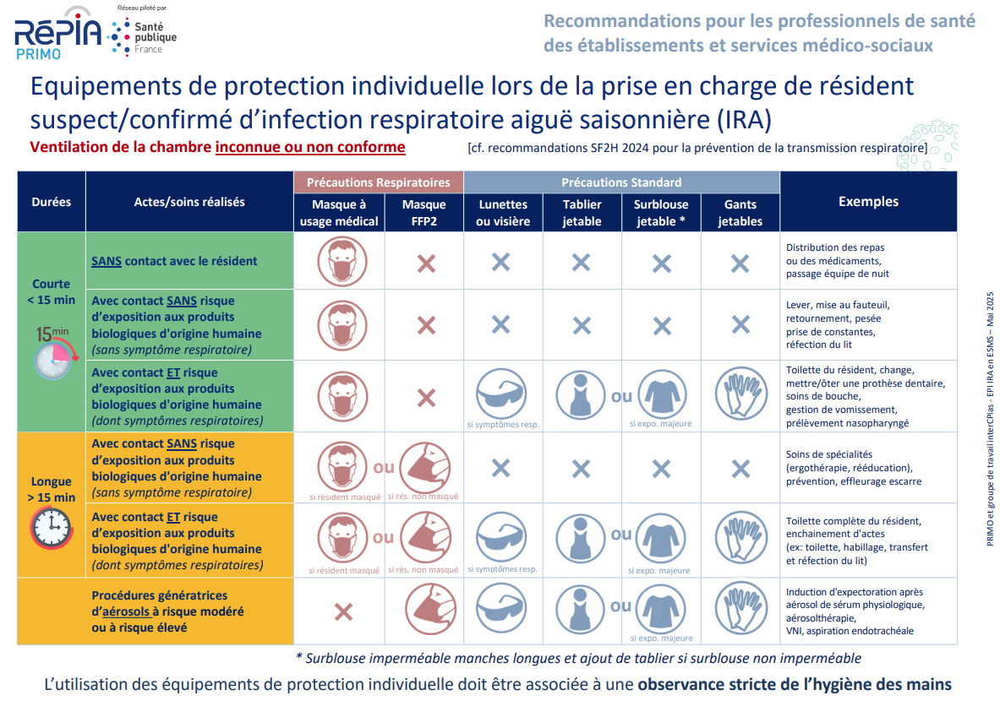 Réseau piloté par
RéPIA
PRIMO
Santé
publique
France
Recommandations pour les professionnels de santé
des établissements et services médico-sociaux
Equipements de protection individuelle lors de la prise en charge de résident
suspect/confirmé d’infection respiratoire aiguë saisonnière (IRA)
Ventilation de la chambre inconnue ou non conforme
[cf. recommandations SF2H 2024 pour la prévention de la transmission respiratoire]
Durées
Actes/soins réalisés
Précautions Respiratoires
Précautions Standard
Exemples
Masque à
usage médical
Masque
FFP2
Lunettes
ou visière
Tablier
jetable
Surblouse
jetable *
Gants
jetables
Courte
< 15 min
15min
SANS contact avec le résident
Distribution des repas
ou des médicaments,
passage équipe de nuit
Avec contact SANS risque
d’exposition aux produits
biologiques d'origine humaine
(sans symptôme respiratoire)
Lever, mise au fauteuil,
retournement, pesée
prise de constantes,
réfection du lit
Avec contact ET risque
d’exposition aux produits
biologiques d'origine humaine
(dont symptômes respiratoires)
si symptômes resp.
ou
si expo. majeure
Toilette du résident, change,
mettre/ôter une prothèse dentaire,
soins de bouche,
gestion de vomissement,
prélèvement nasopharyngé
Longue
> 15 min
Avec contact SANS risque
d’exposition aux produits
biologiques d'origine humaine
(sans symptôme respiratoire)
ou
si résident masqué
si rés. non masqué
Soins de spécialités
(ergothérapie, rééducation),
prévention, effleurage escarre
Avec contact ET risque
d’exposition aux produits
biologiques d'origine humaine
(dont symptômes respiratoires)
ou
si résident masqué
si rés. non masqué
si symptômes resp.
ou
si expo. majeure
Toilette complète du résident,
enchainement d'actes
(ex: toilette, habillage, transfert
et réfection du lit)
Procédures génératrices
d’aérosols à risque modéré
ou à risque élevé
ou
si expo. majeure
Induction d'expectoration après
aérosol de sérum physiologique,
aérosolthérapie,
VNI, aspiration endotrachéale
* Surblouse imperméable manches longues et ajout de tablier si surblouse non imperméable
L’utilisation des équipements de protection individuelle doit être associée à une observance stricte de l’hygiène des mains
PRIMO et groupe de travail interCPias - EPI IRA en ESMS – Mai 2025